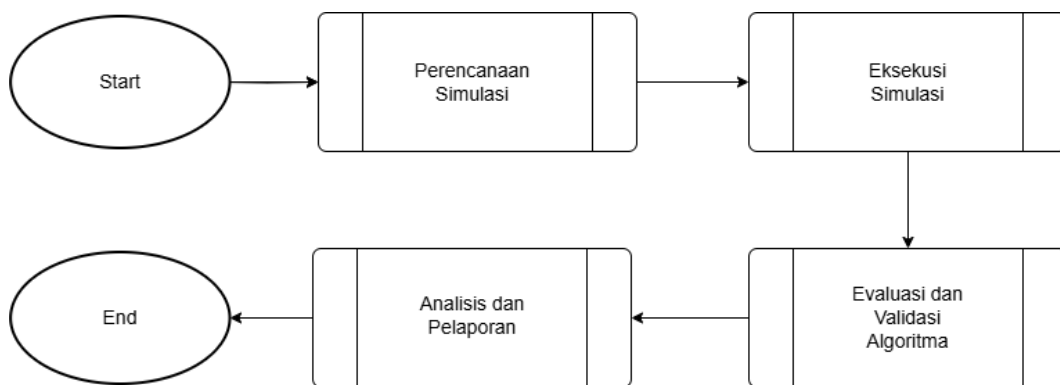 Start
Perencanaan
Simulasi
Eksekusi
Simulasi
Evaluasi dan
Validasi
Algoritma
Analisis dan
Pelaporan
End